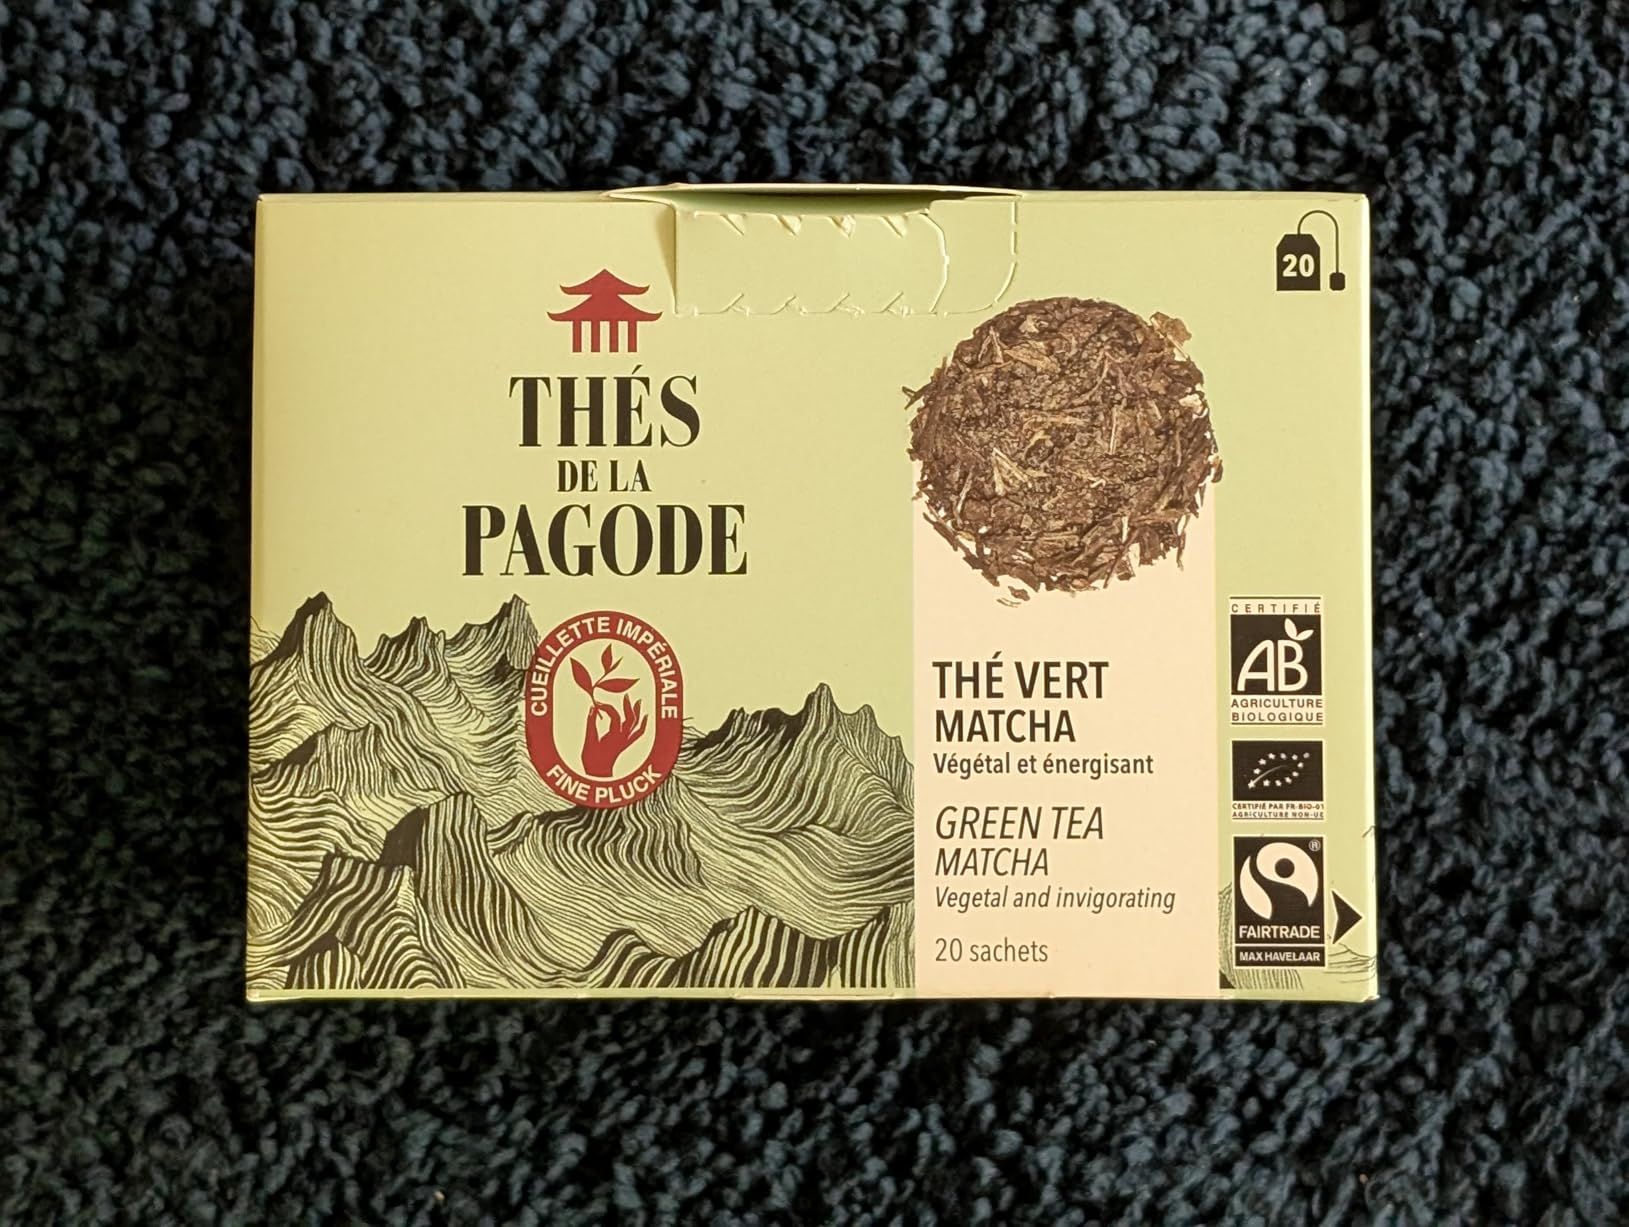 20
THÉS
DE LA
PAGODE
CUEILLETTE IMPÉRIALE
FINE PLUCK
THÉ VERT
MATCHA
Végétal et énergisant
GREEN TEA
MATCHA
Vegetal and invigorating
20 sachets
CERTIFIÉ
AB
AGRICULTURE
BIOLOGIQUE
CERTIFIÉ PAR FR-BIO-01
AGRICULTURE NON-UE
®
FAIRTRADE
MAX HAVELAAR